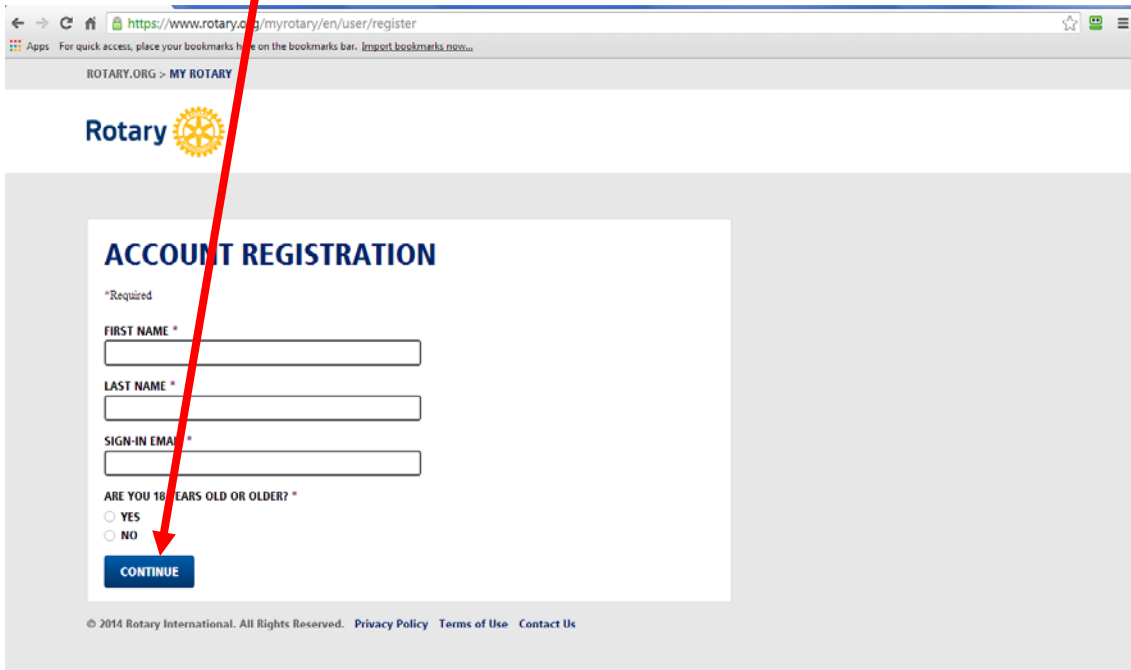 https://www.rotary.org/myrotary/en/user/register
Apps For quick access, place your bookmarks here on the bookmarks bar. Import bookmarks now...
ROTARY.ORG > MY ROTARY
Rotary
ACCOUNT REGISTRATION
*Required
FIRST NAME *
LAST NAME *
SIGN-IN EMAIL *
ARE YOU 18 YEARS OLD OR OLDER? *
YES
NO
CONTINUE
© 2014 Rotary International. All Rights Reserved. Privacy Policy Terms of Use Contact Us